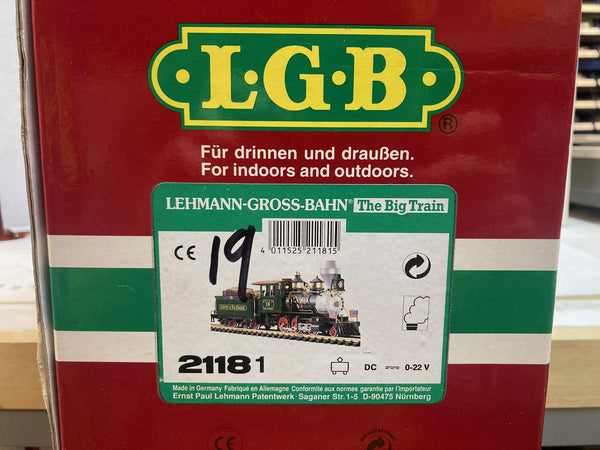 L·G·B
®
Für drinnen und draußen.
For indoors and outdoors.
LEHMANN-GROSS-BAHN® The Big Train
CE
19
4 011525 211815
21181
DC 0-22 V
Made in Germany Fabriqué en Allemagne Conformité aux normes garantie par l'importateur
Ernst Paul Lehmann Patentwerk · Saganer Str. 1-5 D-90475 Nürnberg
CE